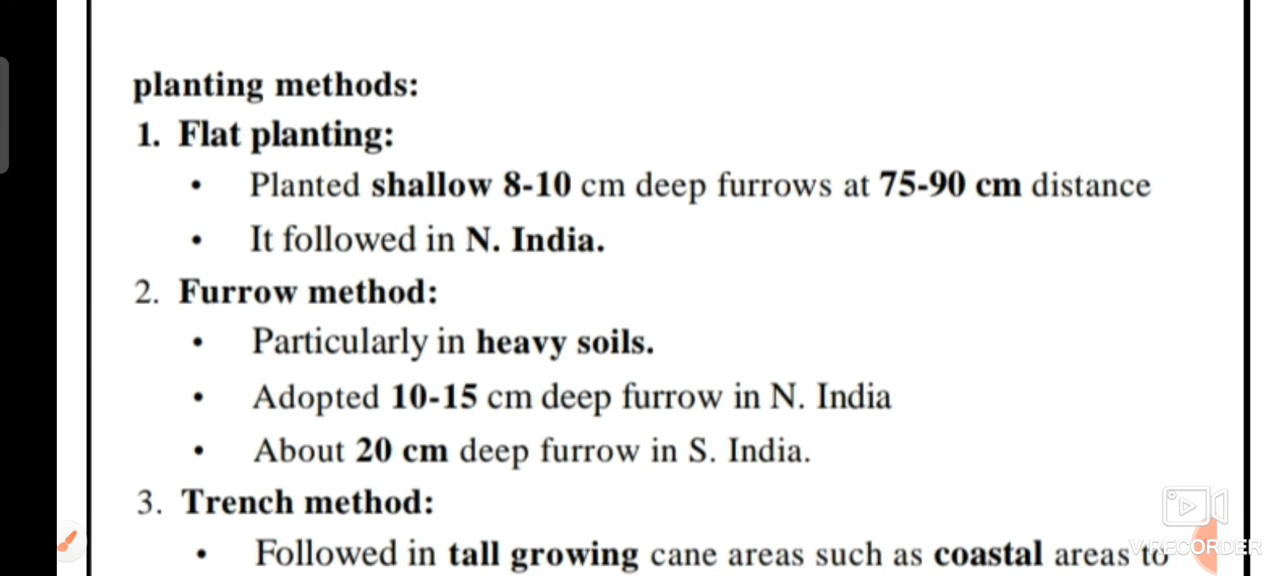 planting methods:
1. Flat planting:
• Planted shallow 8-10 cm deep furrows at 75-90 cm distance
• It followed in N. India.
2. Furrow method:
• Particularly in heavy soils.
• Adopted 10-15 cm deep furrow in N. India
• About 20 cm deep furrow in S. India.
3. Trench method:
• Followed in tall growing cane areas such as coastal areas to
V RECORDER